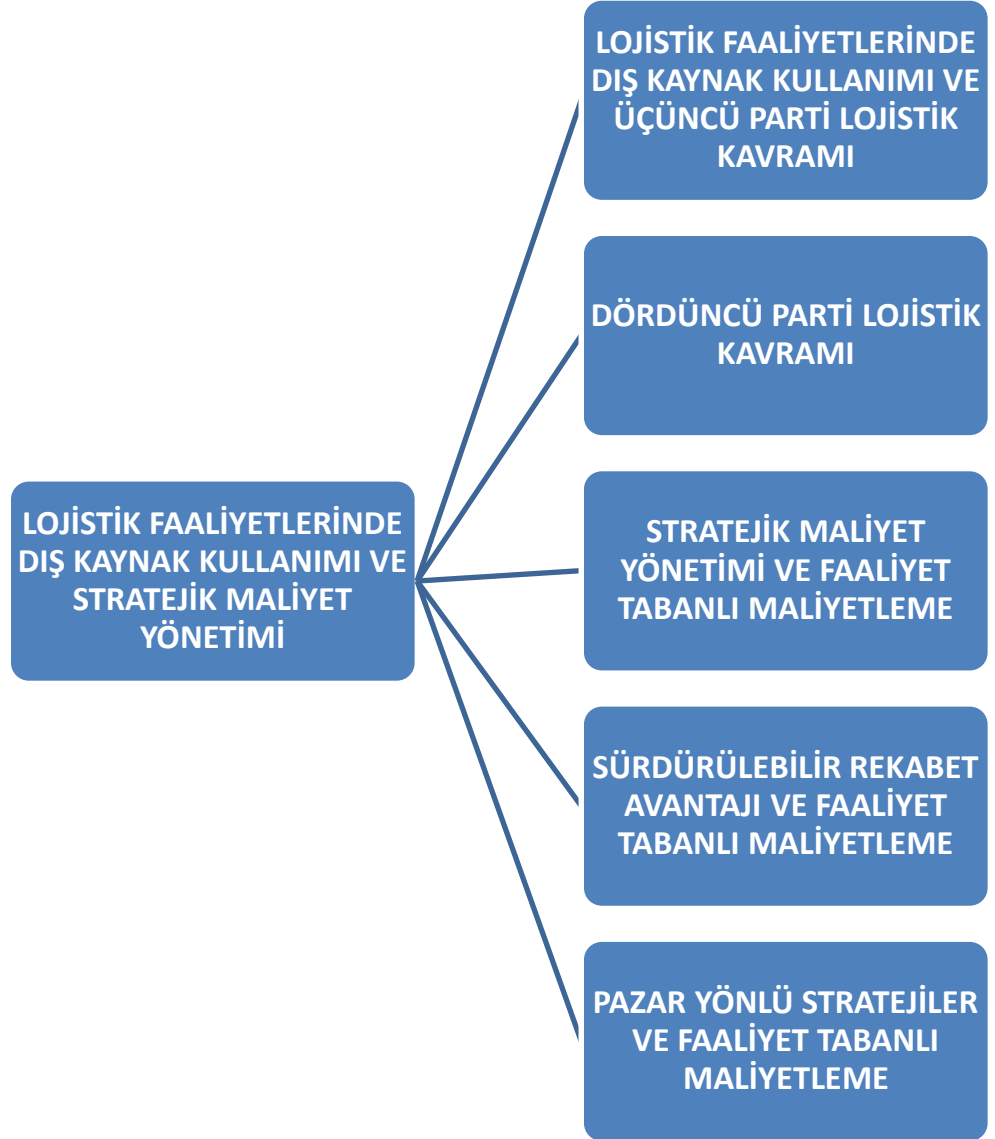 LOJİSTİK FAALİYETLERİNDE
DIŞ KAYNAK KULLANIMI VE
STRATEJİK MALİYET
YÖNETİMİ
LOJİSTİK FAALİYETLERİNDE
DIŞ KAYNAK KULLANIMI VE
ÜÇÜNCÜ PARTİ LOJİSTİK
KAVRAMI
DÖRDÜNCÜ PARTİ LOJİSTİK
KAVRAMI
STRATEJİK MALİYET
YÖNETİMİ VE FAALİYET
TABANLI MALİYETLEME
SÜRDÜRÜLEBİLİR REKABET
AVANTAJI VE FAALİYET
TABANLI MALİYETLEME
PAZAR YÖNLÜ STRATEJİLER
VE FAALİYET TABANLI
MALİYETLEME